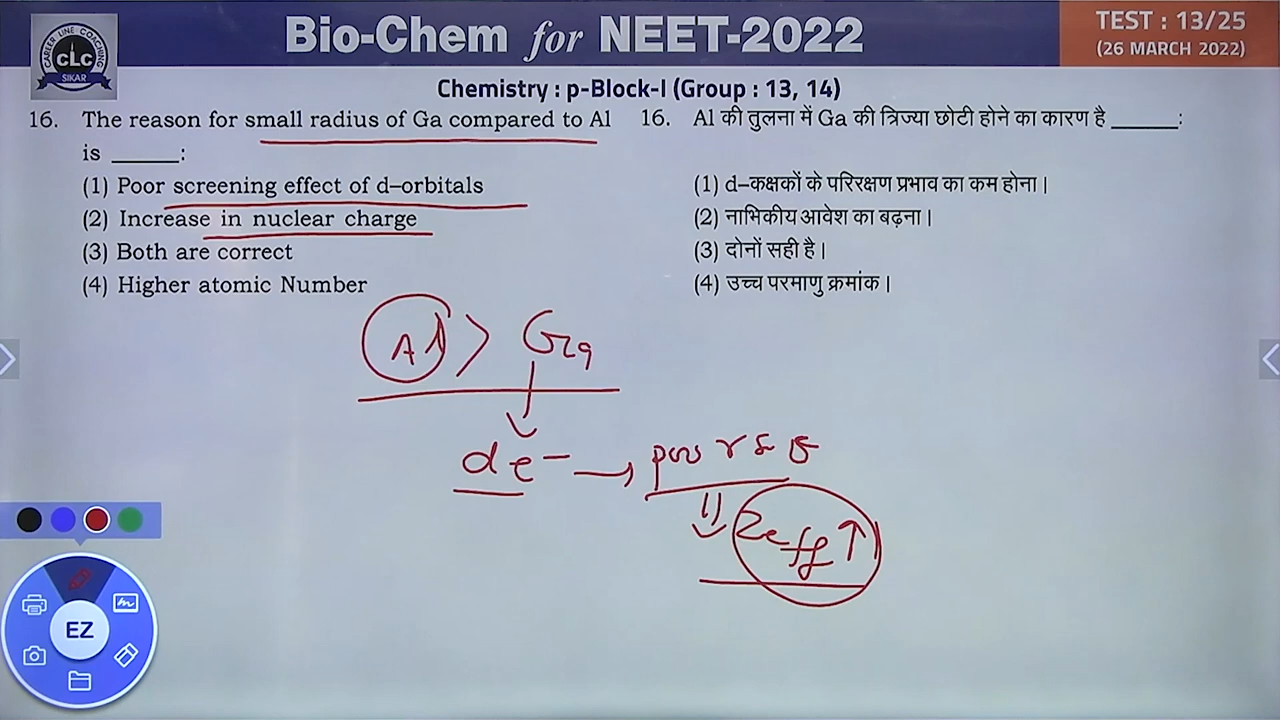 CAREER LINE COACHING
CLC
SIKAR
Bio-Chem for NEET-2022
TEST : 13/25
(26 MARCH 2022)
Chemistry : p-Block-I (Group : 13, 14)
16. The reason for small radius of Ga compared to Al
is ______:
(1) Poor screening effect of d–orbitals
(2) Increase in nuclear charge
(3) Both are correct
(4) Higher atomic Number
16. Al की तुलना में Ga की त्रिज्या छोटी होने का कारण है ______:
(1) d–कक्षकों के परिरक्षण प्रभाव का कम होना।
(2) नाभिकीय आवेश का बढ़ना।
(3) दोनों सही है।
(4) उच्च परमाणु क्रमांक।
Al > Ga
d e⁻ → poor S E
Zeff ↑
EZ